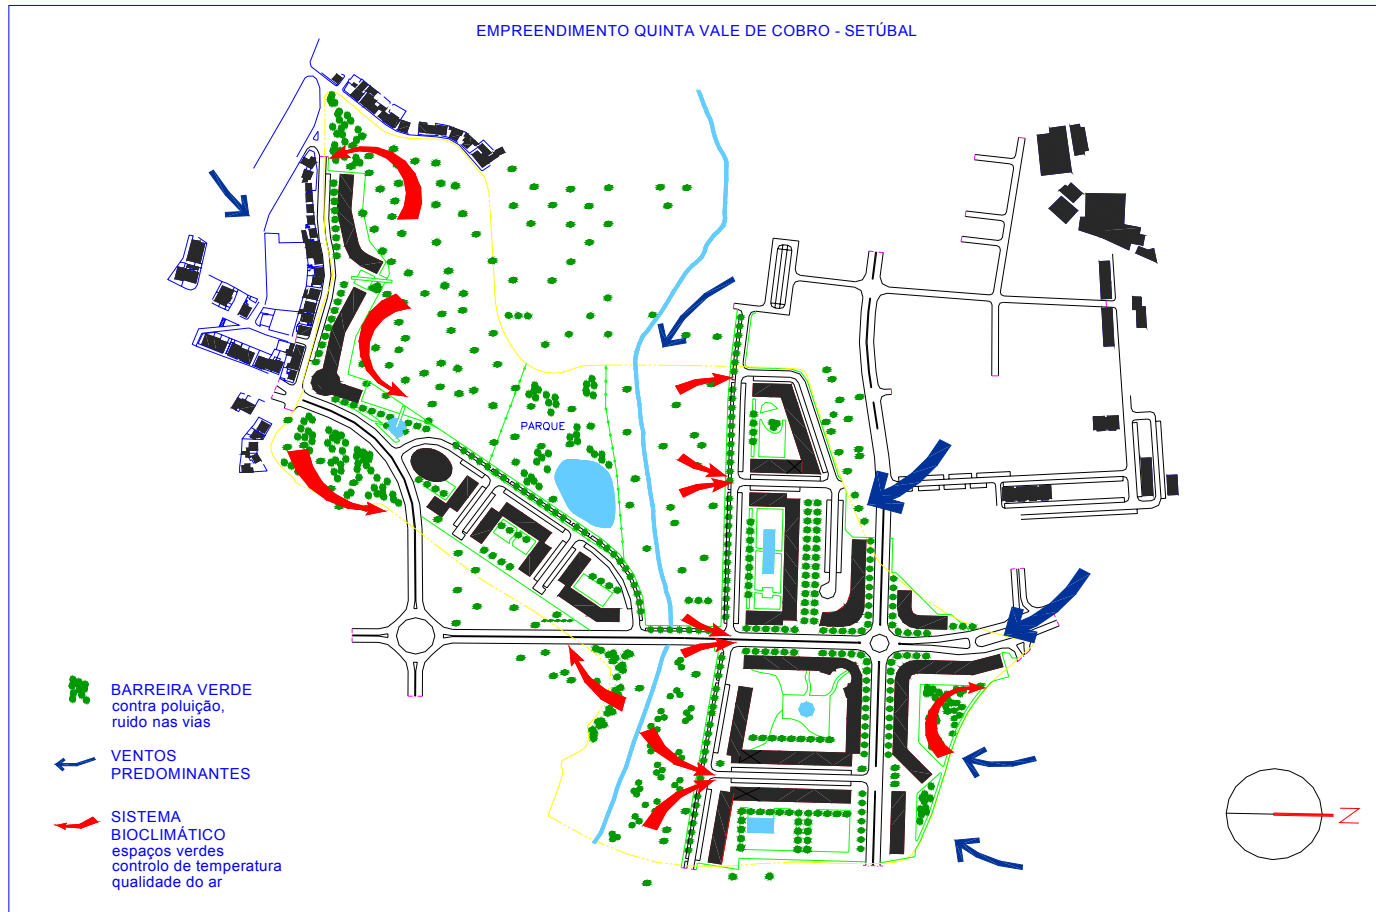 EMPREENDIMENTO QUINTA VALE DE COBRO - SETÚBAL
PARQUE
BARREIRA VERDE
contra poluição,
ruido nas vias
VENTOS
PREDOMINANTES
SISTEMA
BIOCLIMÁTICO
espaços verdes
controlo de temperatura
qualidade do ar
N